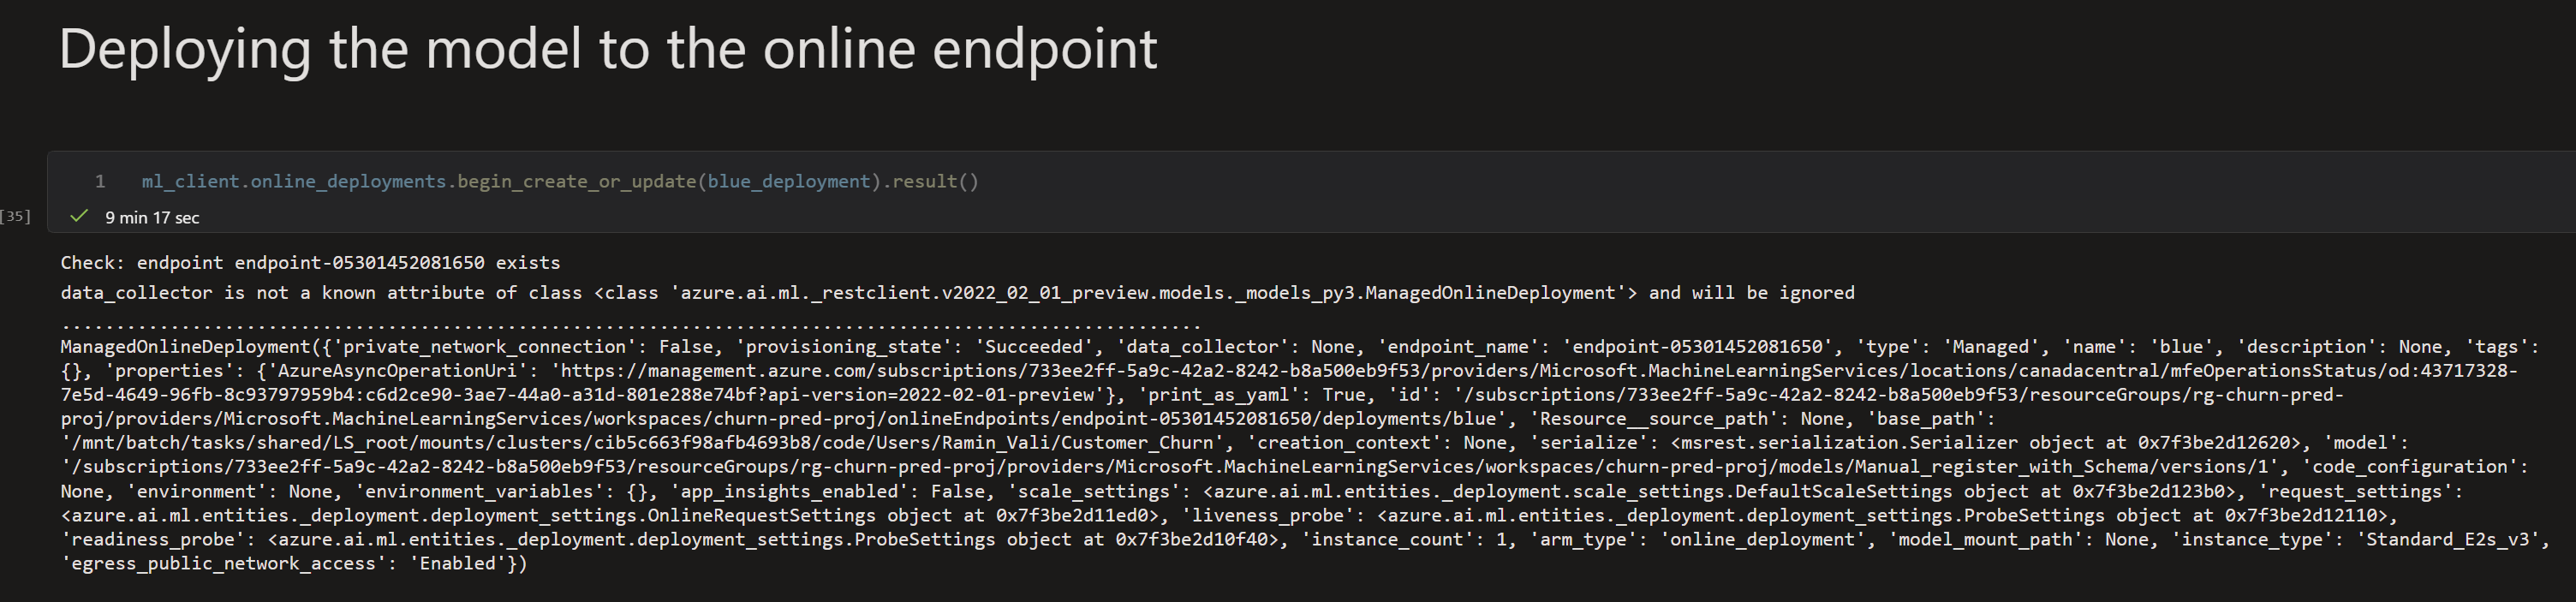 Deploying the model to the online endpoint
1 ml_client.online_deployments.begin_create_or_update(blue_deployment).result()
[35] 9 min 17 sec
Check: endpoint endpoint-05301452081650 exists
data_collector is not a known attribute of class <class 'azure.ai.ml._restclient.v2022_02_01_preview.models._models_py3.ManagedOnlineDeployment'> and will be ignored
.........................................................................................................
ManagedOnlineDeployment({'private_network_connection': False, 'provisioning_state': 'Succeeded', 'data_collector': None, 'endpoint_name': 'endpoint-05301452081650', 'type': 'Managed', 'name': 'blue', 'description': None, 'tags':
{}, 'properties': {'AzureAsyncOperationUri': 'https://management.azure.com/subscriptions/733ee2ff-5a9c-42a2-8242-b8a500eb9f53/providers/Microsoft.MachineLearningServices/locations/canadacentral/mfeOperationsStatus/od:43717328-
7e5d-4649-96fb-8c93797959b4:c6d2ce90-3ae7-44a0-a31d-801e288e74bf?api-version=2022-02-01-preview'}, 'print_as_yaml': True, 'id': '/subscriptions/733ee2ff-5a9c-42a2-8242-b8a500eb9f53/resourceGroups/rg-churn-pred-
proj/providers/Microsoft.MachineLearningServices/workspaces/churn-pred-proj/onlineEndpoints/endpoint-05301452081650/deployments/blue', 'Resource__source_path': None, 'base_path':
'/mnt/batch/tasks/shared/LS_root/mounts/clusters/cib5c663f98afb4693b8/code/Users/Ramin_Vali/Customer_Churn', 'creation_context': None, 'serialize': <msrest.serialization.Serializer object at 0x7f3be2d12620>, 'model':
'/subscriptions/733ee2ff-5a9c-42a2-8242-b8a500eb9f53/resourceGroups/rg-churn-pred-proj/providers/Microsoft.MachineLearningServices/workspaces/churn-pred-proj/models/Manual_register_with_Schema/versions/1', 'code_configuration':
None, 'environment': None, 'environment_variables': {}, 'app_insights_enabled': False, 'scale_settings': <azure.ai.ml.entities._deployment.scale_settings.DefaultScaleSettings object at 0x7f3be2d123b0>, 'request_settings':
<azure.ai.ml.entities._deployment.deployment_settings.OnlineRequestSettings object at 0x7f3be2d11ed0>, 'liveness_probe': <azure.ai.ml.entities._deployment.deployment_settings.ProbeSettings object at 0x7f3be2d12110>,
'readiness_probe': <azure.ai.ml.entities._deployment.deployment_settings.ProbeSettings object at 0x7f3be2d10f40>, 'instance_count': 1, 'arm_type': 'online_deployment', 'model_mount_path': None, 'instance_type': 'Standard_E2s_v3',
'egress_public_network_access': 'Enabled'})